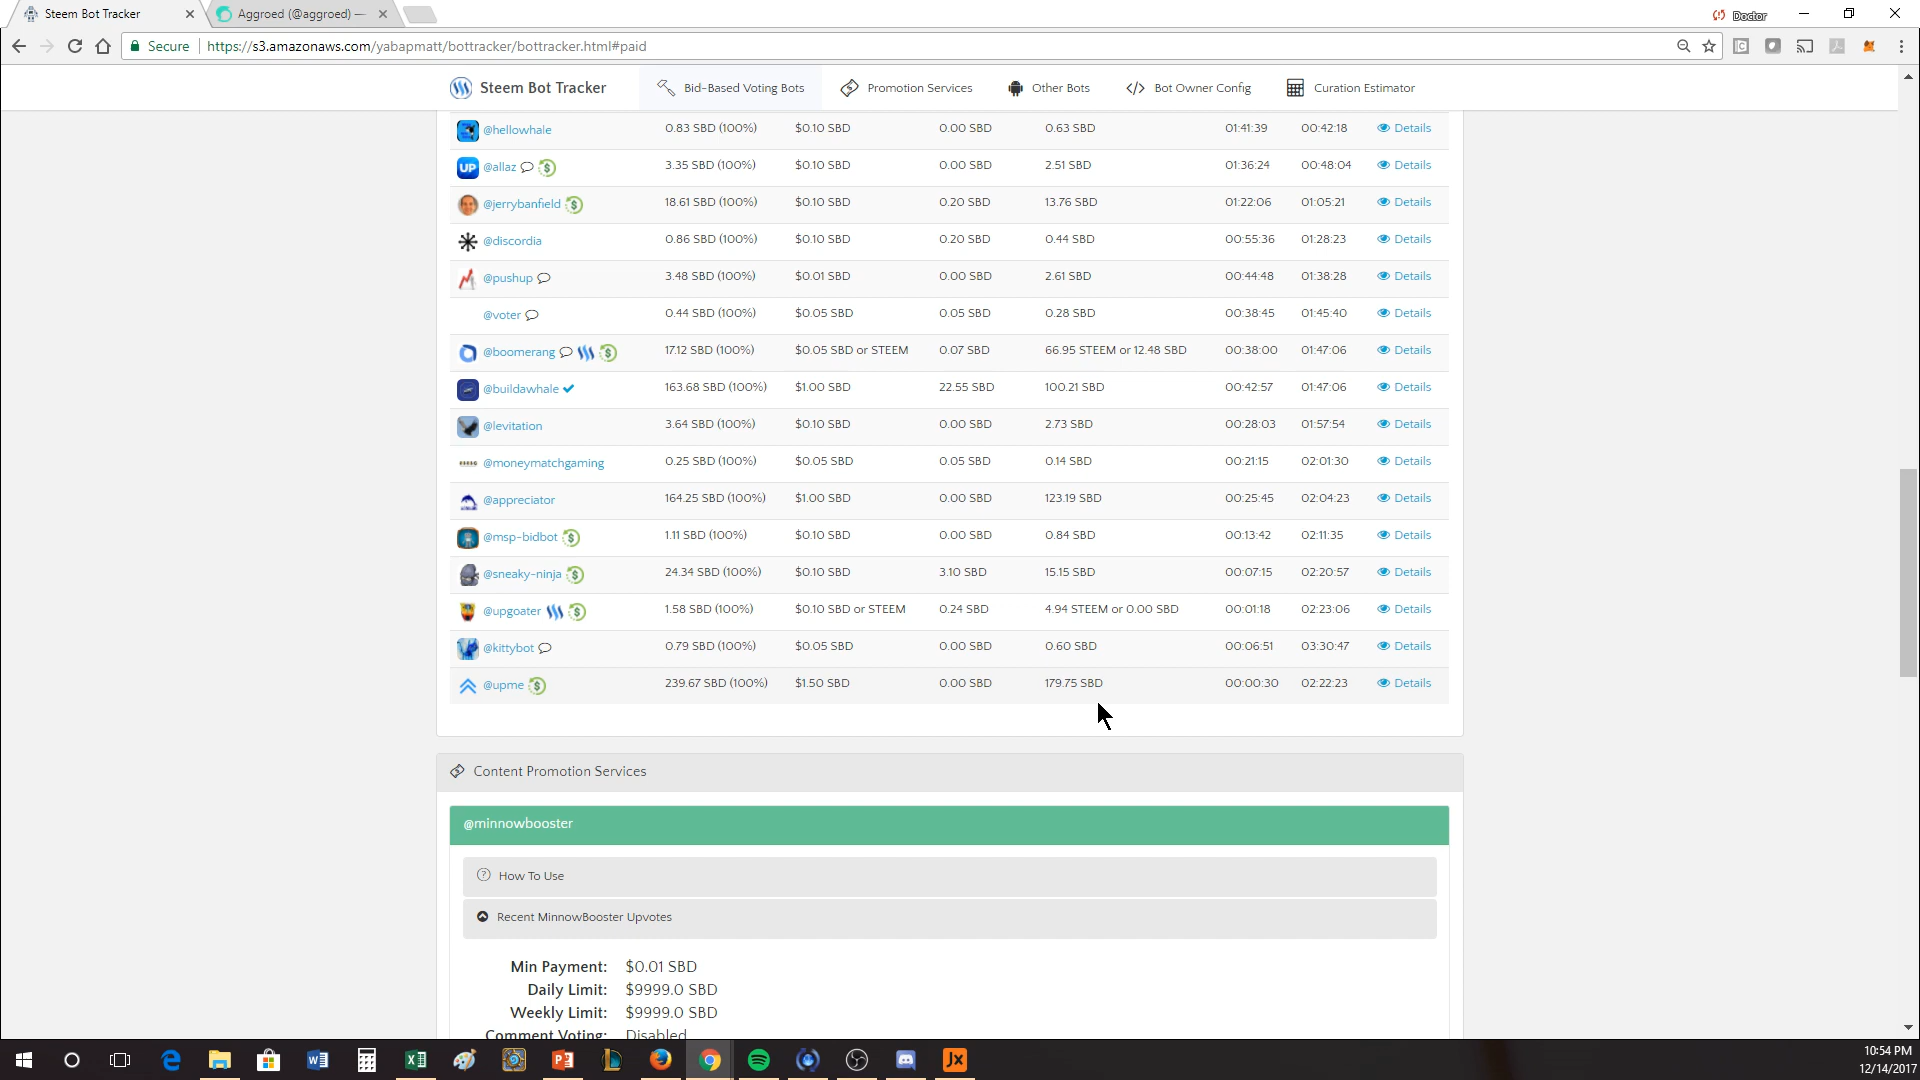 Steem Bot Tracker
Aggroed (@aggroed) —
Doctor
Secure https://s3.amazonaws.com/yabapmatt/bottracker/bottracker.html#paid
Steem Bot Tracker Bid-Based Voting Bots Promotion Services Other Bots Bot Owner Config Curation Estimator
@hellowhale 0.83 SBD (100%) $0.10 SBD 0.00 SBD 0.63 SBD 01:41:39 00:42:18 Details
UP @allaz 3.35 SBD (100%) $0.10 SBD 0.00 SBD 2.51 SBD 01:36:24 00:48:04 Details
@jerrybanfield 18.61 SBD (100%) $0.10 SBD 0.20 SBD 13.76 SBD 01:22:06 01:05:21 Details
@discordia 0.86 SBD (100%) $0.10 SBD 0.20 SBD 0.44 SBD 00:55:36 01:28:23 Details
@pushup 3.48 SBD (100%) $0.01 SBD 0.00 SBD 2.61 SBD 00:44:48 01:38:28 Details
@voter 0.44 SBD (100%) $0.05 SBD 0.05 SBD 0.28 SBD 00:38:45 01:45:40 Details
@boomerang 17.12 SBD (100%) $0.05 SBD or STEEM 0.07 SBD 66.95 STEEM or 12.48 SBD 00:38:00 01:47:06 Details
@buildawhale 163.68 SBD (100%) $1.00 SBD 22.55 SBD 100.21 SBD 00:42:57 01:47:06 Details
@levitation 3.64 SBD (100%) $0.10 SBD 0.00 SBD 2.73 SBD 00:28:03 01:57:54 Details
@moneymatchgaming 0.25 SBD (100%) $0.05 SBD 0.05 SBD 0.14 SBD 00:21:15 02:01:30 Details
@appreciator 164.25 SBD (100%) $1.00 SBD 0.00 SBD 123.19 SBD 00:25:45 02:04:23 Details
@msp-bidbot 1.11 SBD (100%) $0.10 SBD 0.00 SBD 0.84 SBD 00:13:42 02:11:35 Details
@sneaky-ninja 24.34 SBD (100%) $0.10 SBD 3.10 SBD 15.15 SBD 00:07:15 02:20:57 Details
@upgoater 1.58 SBD (100%) $0.10 SBD or STEEM 0.24 SBD 4.94 STEEM or 0.00 SBD 00:01:18 02:23:06 Details
@kittybot 0.79 SBD (100%) $0.05 SBD 0.00 SBD 0.60 SBD 00:06:51 03:30:47 Details
@upme 239.67 SBD (100%) $1.50 SBD 0.00 SBD 179.75 SBD 00:00:30 02:22:23 Details
Content Promotion Services
@minnowbooster
How To Use
Recent MinnowBooster Upvotes
Min Payment: $0.01 SBD
Daily Limit: $9999.0 SBD
Weekly Limit: $9999.0 SBD
Comment Voting: Disabled
10:54 PM
12/14/2017